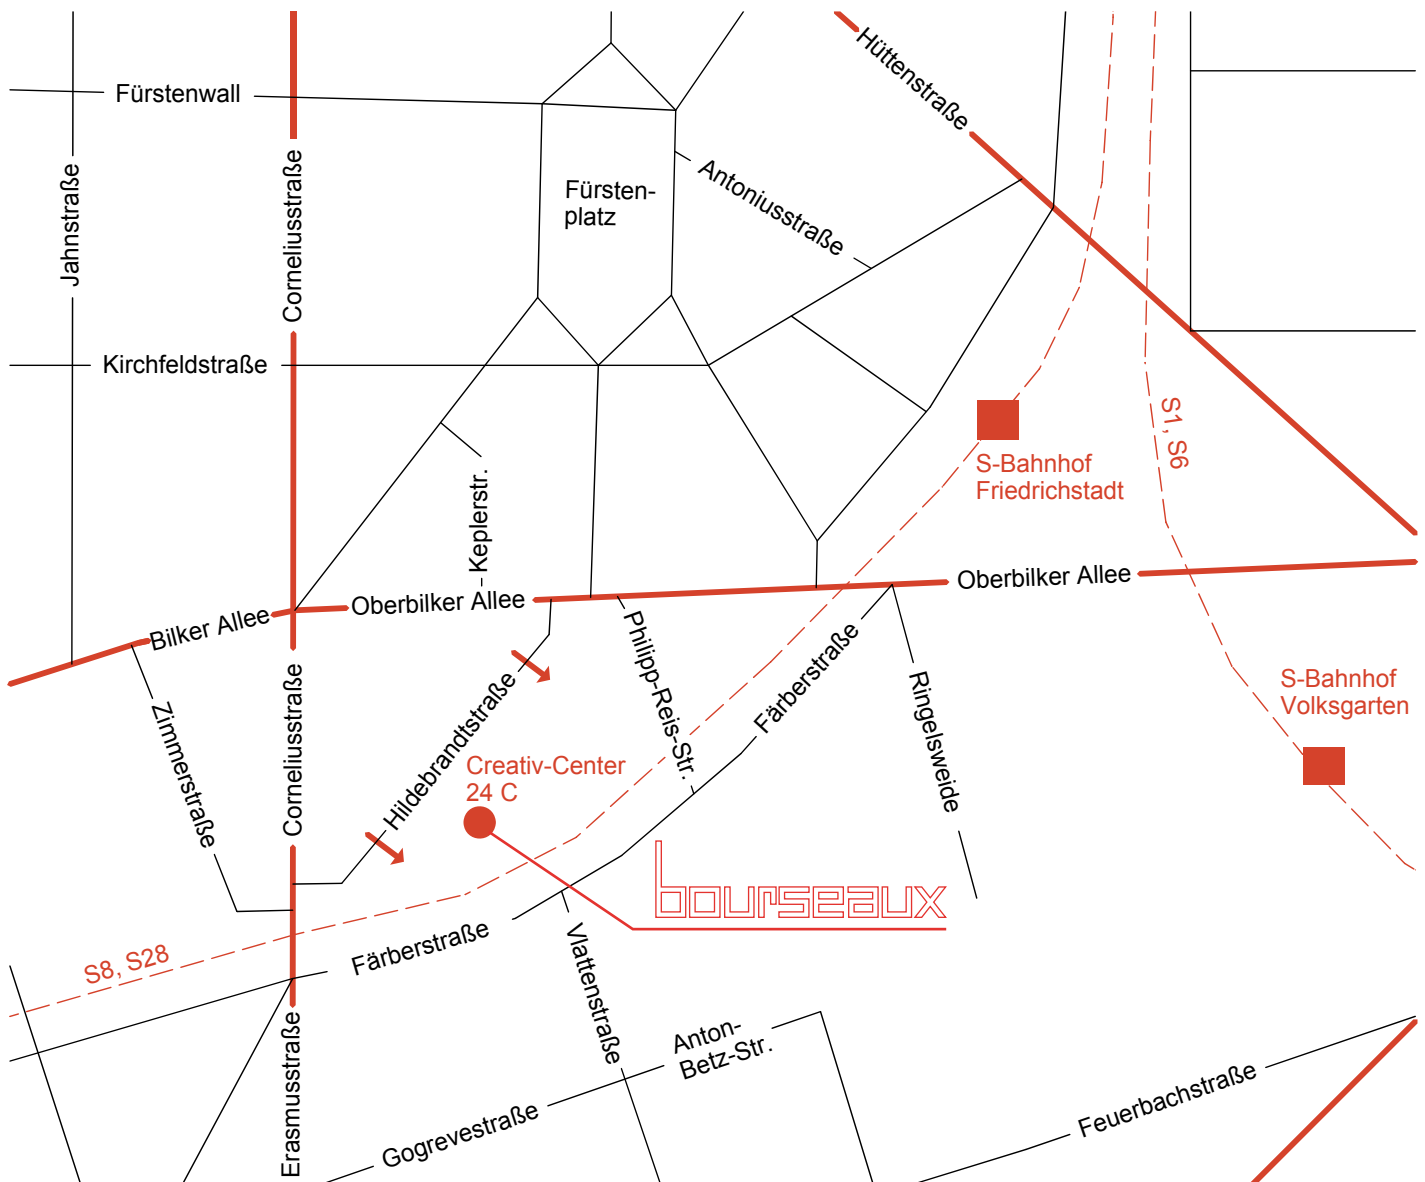 Hüttenstraße
Fürstenwall
Jahnstraße
Corneliusstraße
Fürsten-
platz
Antoniusstraße
Kirchfeldstraße
S1, S6
S-Bahnhof
Friedrichstadt
Keplerstr.
Oberbilker Allee
Oberbilker Allee
Bilker Allee
Philipp-Reis-Str.
Färberstraße
Ringelsweide
S-Bahnhof
Volksgarten
Zimmerstraße
Corneliusstraße
Hildebrandtstraße
Creativ-Center
24 C
bourseaux
S8, S28
Färberstraße
Vlattenstraße
Erasmusstraße
Anton-
Betz-Str.
Gogrevestraße
Feuerbachstraße